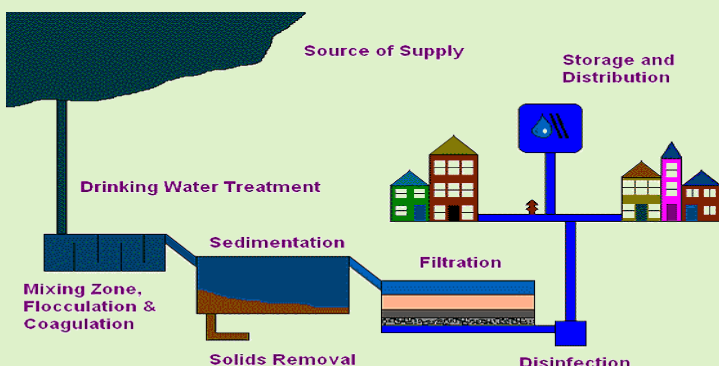 Source of Supply
Storage and
Distribution
Drinking Water Treatment
Sedimentation
Filtration
Mixing Zone,
Flocculation &
Coagulation
Solids Removal
Disinfection